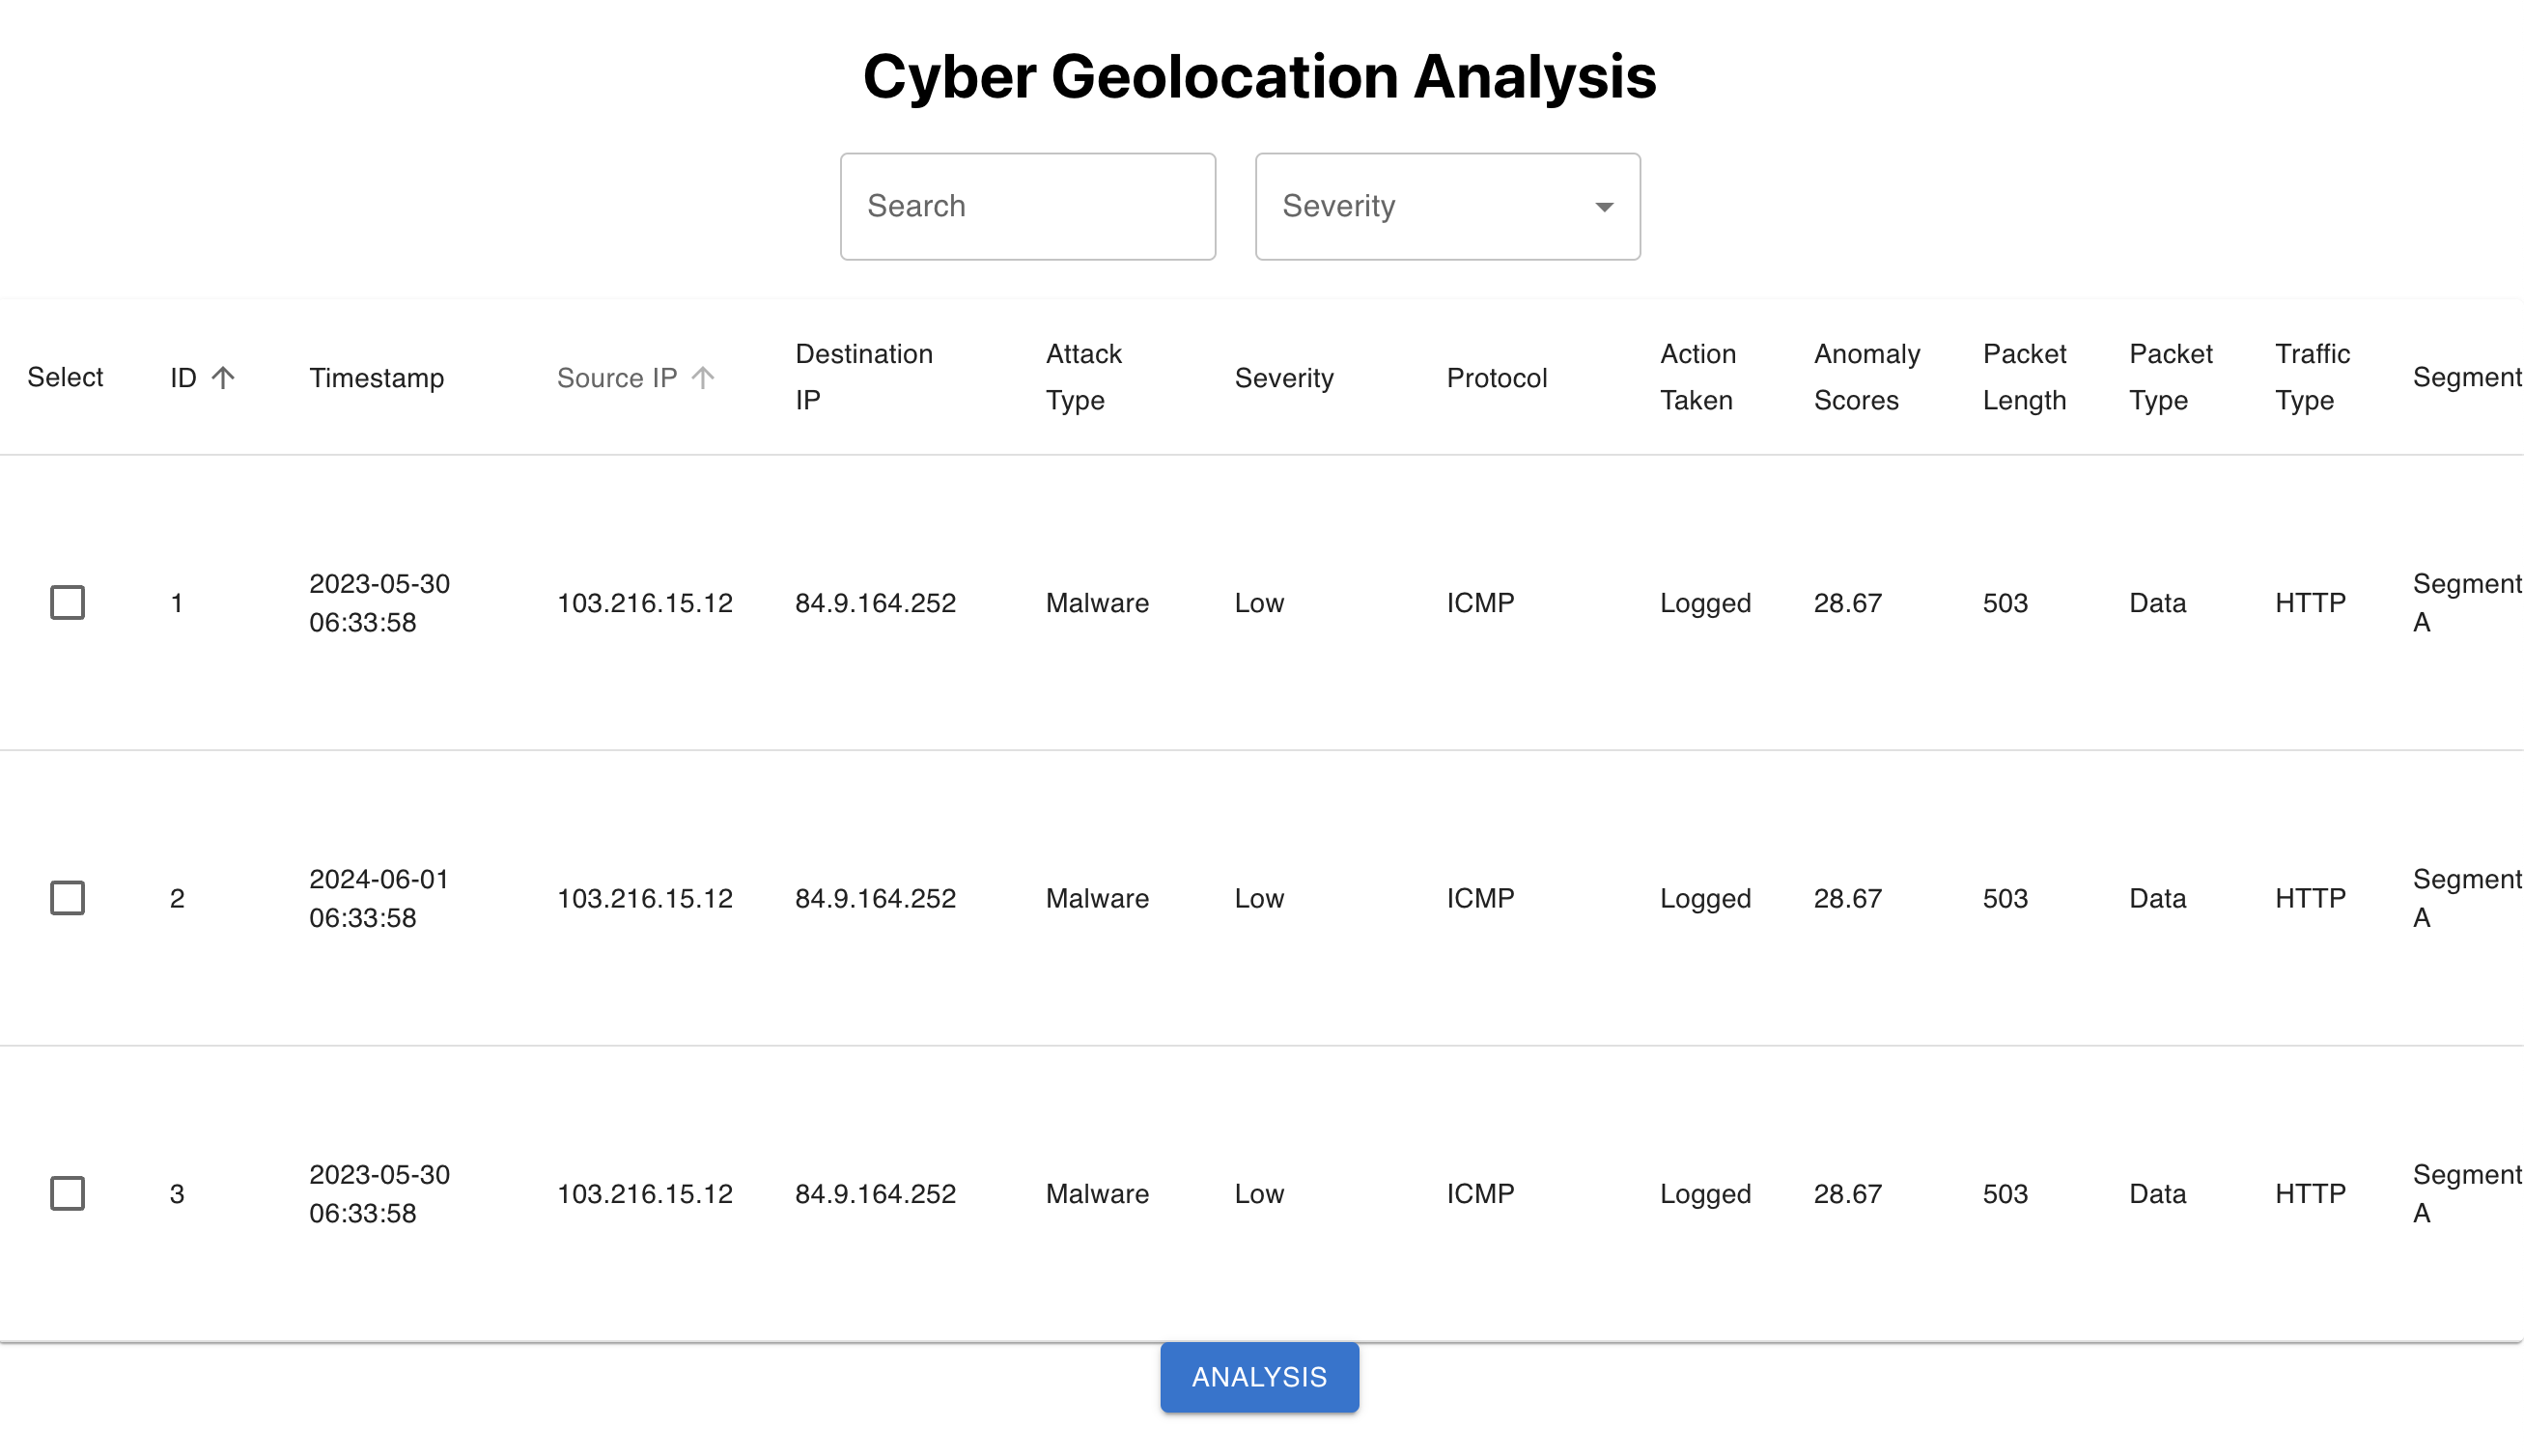 Cyber Geolocation Analysis
Search Severity
Select ID Timestamp Source IP Destination IP Attack Type Severity Protocol Action Taken Anomaly Scores Packet Length Packet Type Traffic Type Segment
1 2023-05-30 06:33:58 103.216.15.12 84.9.164.252 Malware Low ICMP Logged 28.67 503 Data HTTP Segment A
2 2024-06-01 06:33:58 103.216.15.12 84.9.164.252 Malware Low ICMP Logged 28.67 503 Data HTTP Segment A
3 2023-05-30 06:33:58 103.216.15.12 84.9.164.252 Malware Low ICMP Logged 28.67 503 Data HTTP Segment A
ANALYSIS